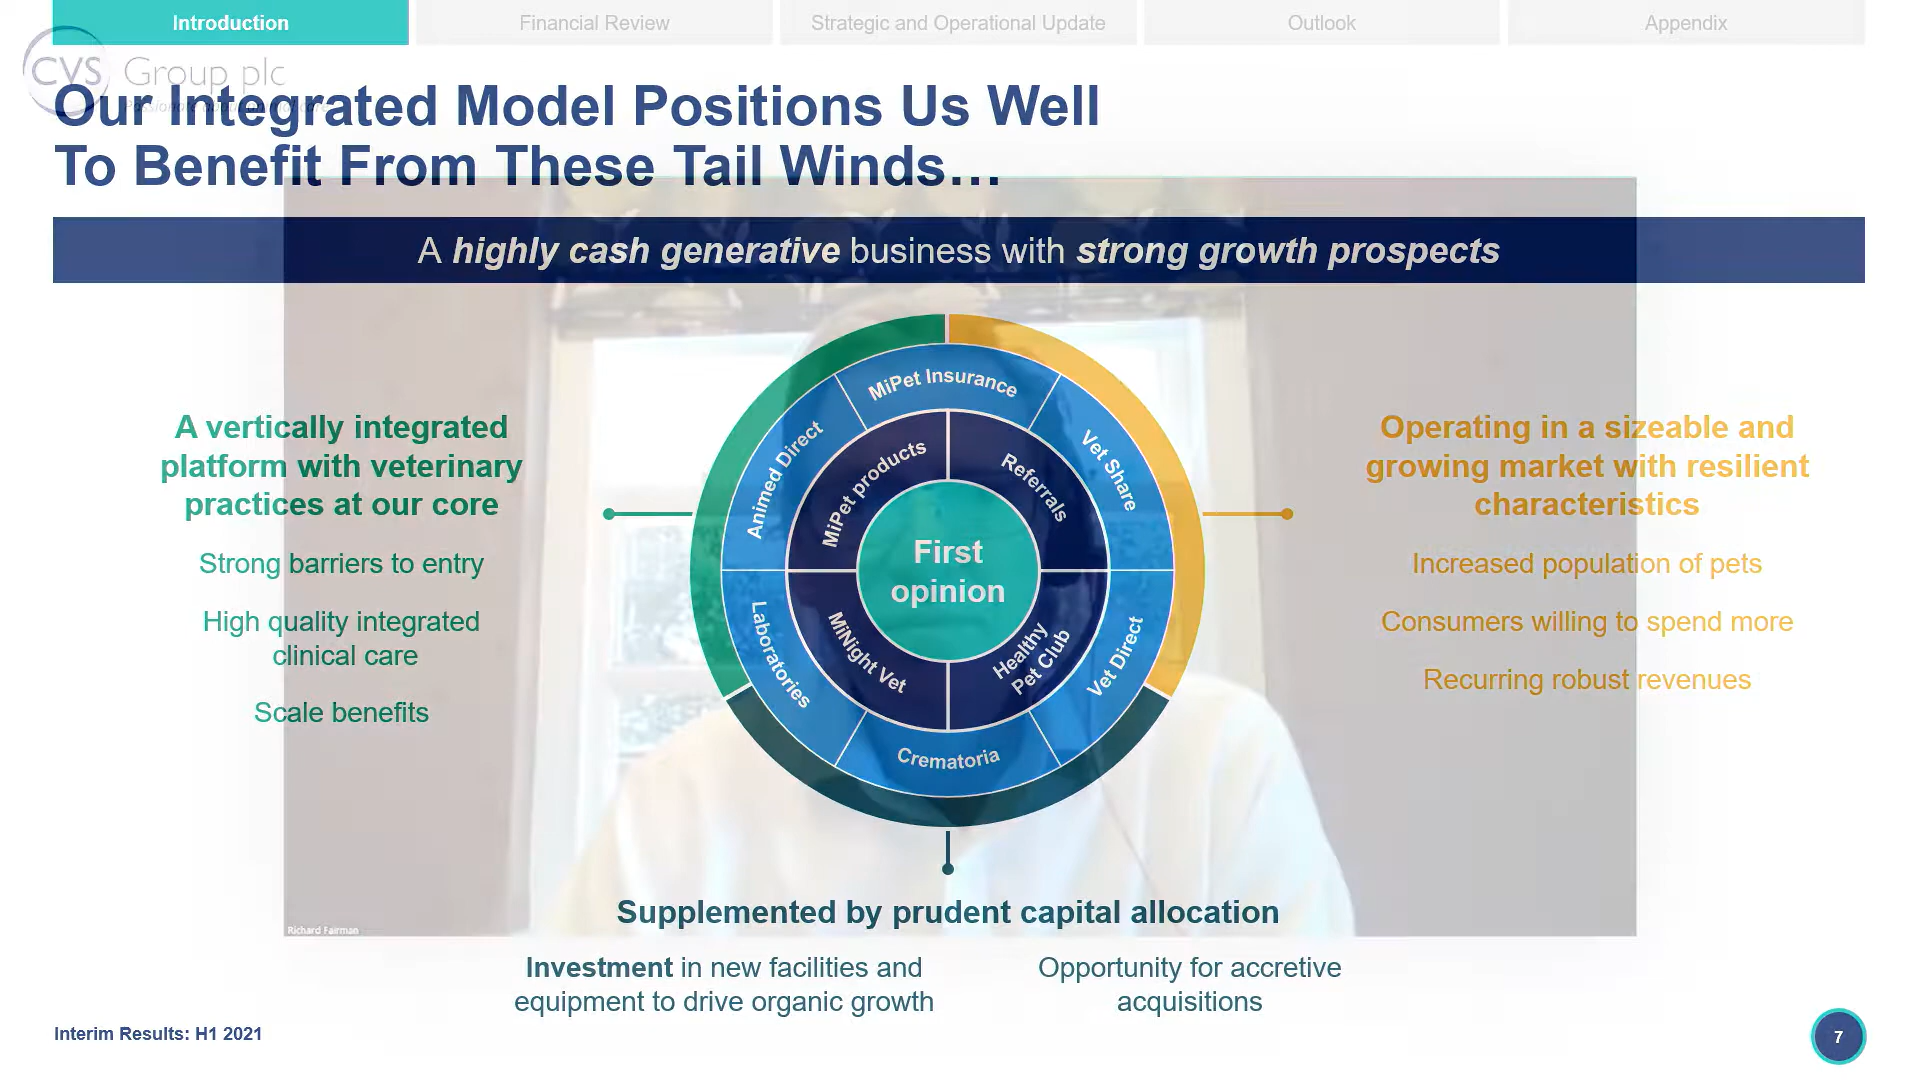 Introduction
Financial Review
Strategic and Operational Update
Outlook
Appendix
CVS Group plc
Our Integrated Model Positions Us Well
To Benefit From These Tail Winds…
A highly cash generative business with strong growth prospects
A vertically integrated
platform with veterinary
practices at our core
Strong barriers to entry
High quality integrated
clinical care
Scale benefits
MiPet Insurance
Vet Share
Vet Direct
Crematoria
Laboratories
Animed Direct
MiPet products
Referrals
Healthy
Pet Club
MiNight Vet
First
opinion
Operating in a sizeable and
growing market with resilient
characteristics
Increased population of pets
Consumers willing to spend more
Recurring robust revenues
Richard Fairman
Supplemented by prudent capital allocation
Investment in new facilities and
equipment to drive organic growth
Opportunity for accretive
acquisitions
Interim Results: H1 2021
7